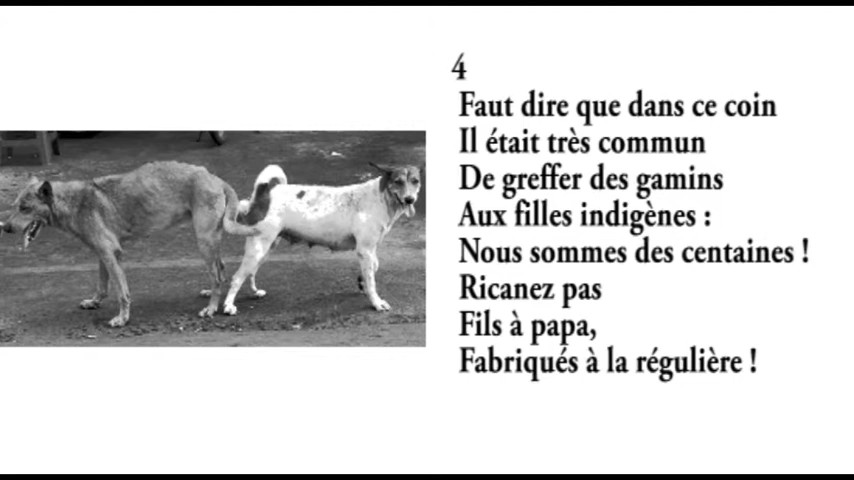 4
Faut dire que dans ce coin
Il était très commun
De greffer des gamins
Aux filles indigènes :
Nous sommes des centaines !
Ricanez pas
Fils à papa,
Fabriqués à la régulière !